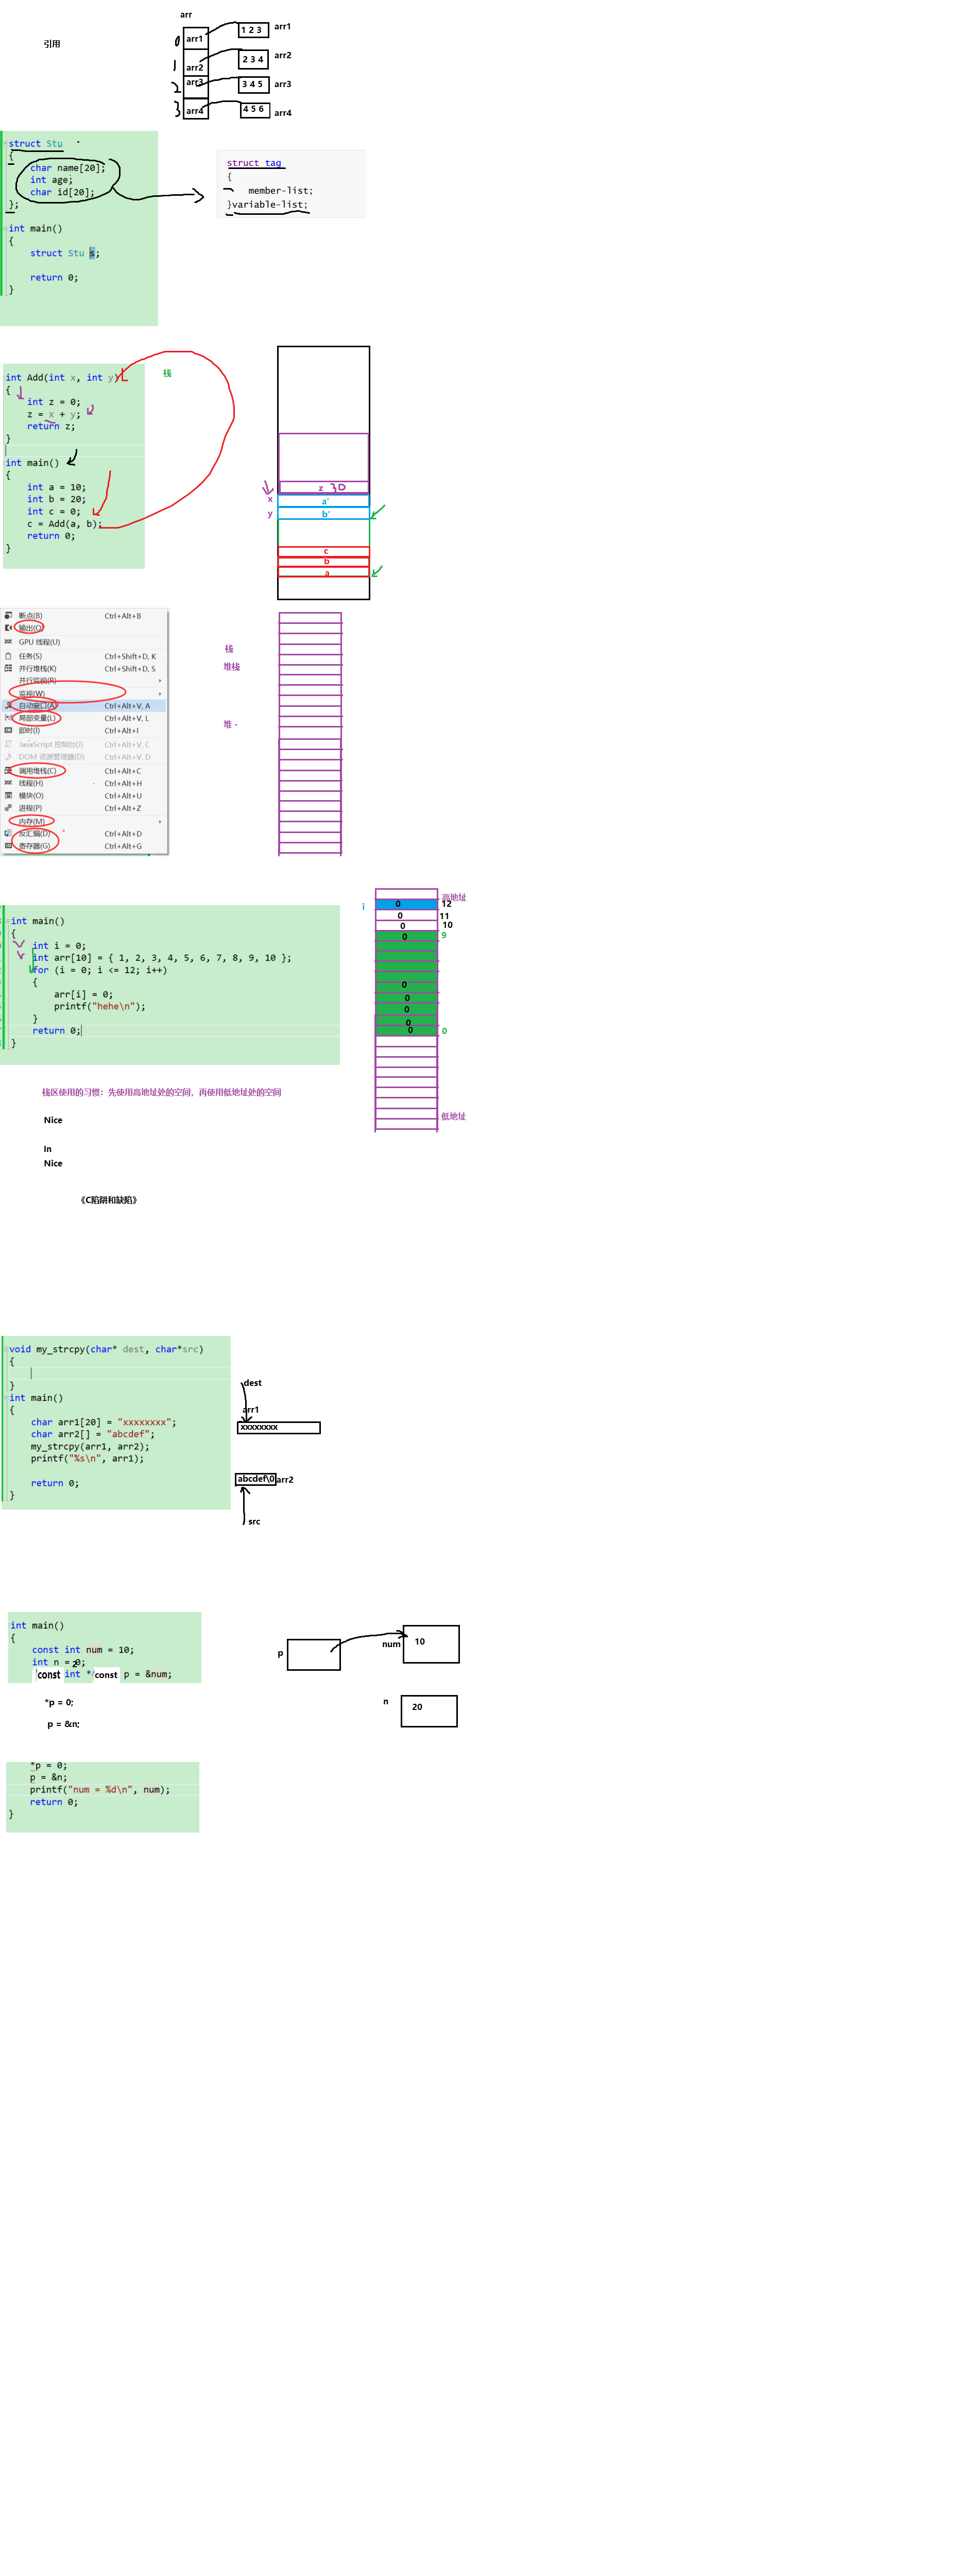 arr
引用
0
arr1
1 2 3
arr1
1
arr2
2 3 4
arr2
2
arr3
3 4 5
arr3
3
arr4
4 5 6
arr4
struct Stu
{
char name[20];
int age;
char id[20];
};
int main()
{
struct Stu s;
return 0;
}
struct tag
{
member-list;
}variable-list;
int Add(int x, int y)
{
int z = 0;
z = x + y;
return z;
}
int main()
{
int a = 10;
int b = 20;
int c = 0;
c = Add(a, b);
return 0;
}
栈
z 30
x a'
y b'
c
b
a
断点(B) Ctrl+Alt+B
输出(O)
GPU 线程(U)
任务(S) Ctrl+Shift+D, K
并行堆栈(K) Ctrl+Shift+D, S
并行监视(R)
监视(W)
自动窗口(A) Ctrl+Alt+V, A
局部变量(L) Ctrl+Alt+V, L
即时(I) Ctrl+Alt+I
JavaScript 控制台(J) Ctrl+Alt+V, C
DOM 资源管理器(D) Ctrl+Alt+V, D
调用堆栈(C) Ctrl+Alt+C
线程(H) Ctrl+Alt+H
模块(O) Ctrl+Alt+U
进程(P) Ctrl+Alt+Z
内存(M)
反汇编(D) Ctrl+Alt+D
寄存器(G) Ctrl+Alt+G
栈
堆栈
堆 -
int main()
{
int i = 0;
int arr[10] = { 1, 2, 3, 4, 5, 6, 7, 8, 9, 10 };
for (i = 0; i <= 12; i++)
{
arr[i] = 0;
printf("hehe\n");
}
return 0;
}
高地址
i 0 12
0 11
0 10
0 9
0
0
0
0
0 0
低地址
栈区使用的习惯：先使用高地址处的空间，再使用低地址处的空间
Nice
In
Nice
《C陷阱和缺陷》
void my_strcpy(char* dest, char*src)
{
}
int main()
{
char arr1[20] = "xxxxxxxx";
char arr2[] = "abcdef";
my_strcpy(arr1, arr2);
printf("%s\n", arr1);
return 0;
}
dest
arr1
xxxxxxxx
abcdef\0 arr2
src
int main()
{
const int num = 10;
int n = 20;
const int * const p = &num;
*p = 0;
p = &n;
p
num
10
n
20
*p = 0;
p = &n;
printf("num = %d\n", num);
return 0;
}